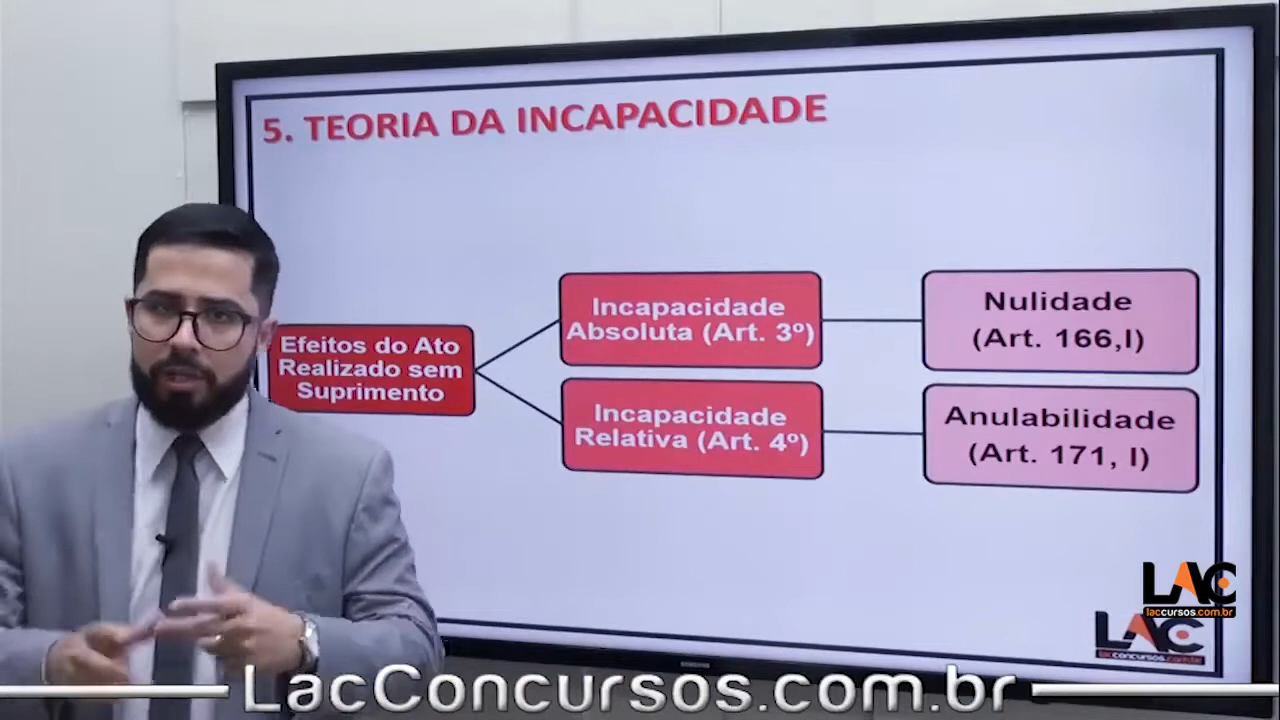 5. TEORIA DA INCAPACIDADE
Efeitos do Ato
Realizado sem
Suprimento
Incapacidade
Absoluta (Art. 3º)
Nulidade
(Art. 166,I)
Incapacidade
Relativa (Art. 4º)
Anulabilidade
(Art. 171, I)
LAC
laccursos.com.br
LAC
lacconcursos.com.br
SAMSUNG
LacConcursos.com.br